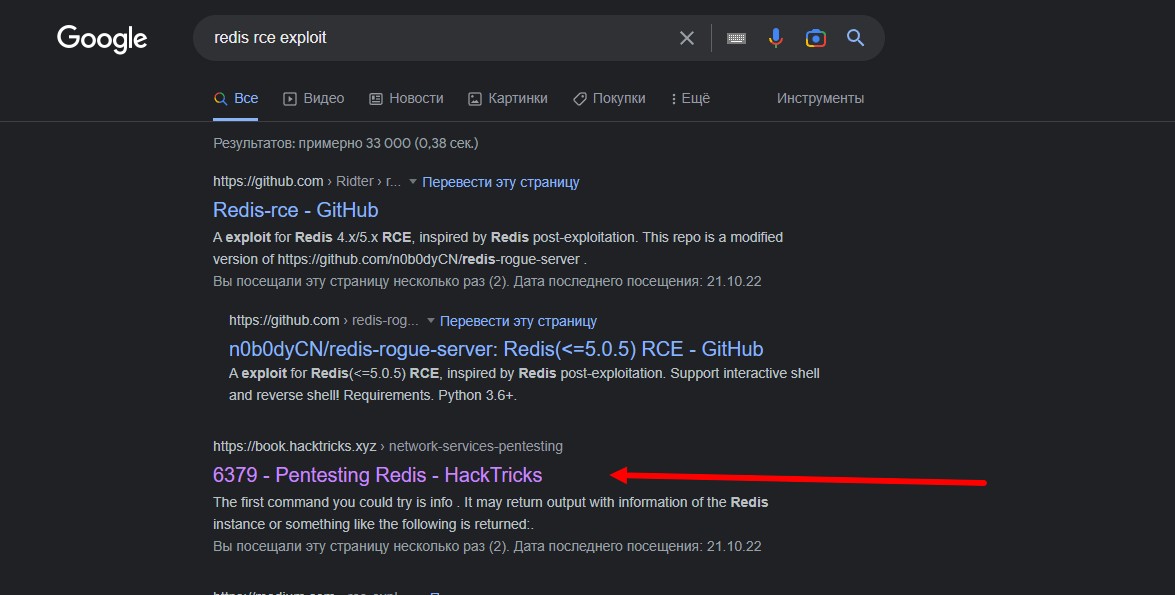 Google
redis rce exploit
Все Видео Новости Картинки Покупки Ещё Инструменты
Результатов: примерно 33 000 (0,38 сек.)
https://github.com › Ridter › r... Перевести эту страницу
Redis-rce - GitHub
A exploit for Redis 4.x/5.x RCE, inspired by Redis post-exploitation. This repo is a modified
version of https://github.com/n0b0dyCN/redis-rogue-server .
Вы посещали эту страницу несколько раз (2). Дата последнего посещения: 21.10.22
https://github.com › redis-rog... Перевести эту страницу
n0b0dyCN/redis-rogue-server: Redis(<=5.0.5) RCE - GitHub
A exploit for Redis(<=5.0.5) RCE, inspired by Redis post-exploitation. Support interactive shell
and reverse shell! Requirements. Python 3.6+.
https://book.hacktricks.xyz › network-services-pentesting
6379 - Pentesting Redis - HackTricks
The first command you could try is info . It may return output with information of the Redis
instance or something like the following is returned:.
Вы посещали эту страницу несколько раз (2). Дата последнего посещения: 21.10.22